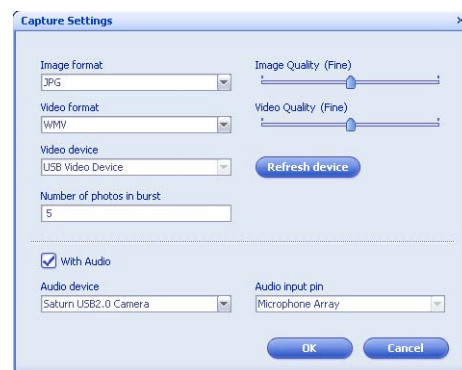 Capture Settings
Image format
JPG
Image Quality (Fine)
Video format
WMV
Video Quality (Fine)
Video device
USB Video Device
Refresh device
Number of photos in burst
5
With Audio
Audio device
Saturn USB2.0 Camera
Audio input pin
Microphone Array
OK
Cancel